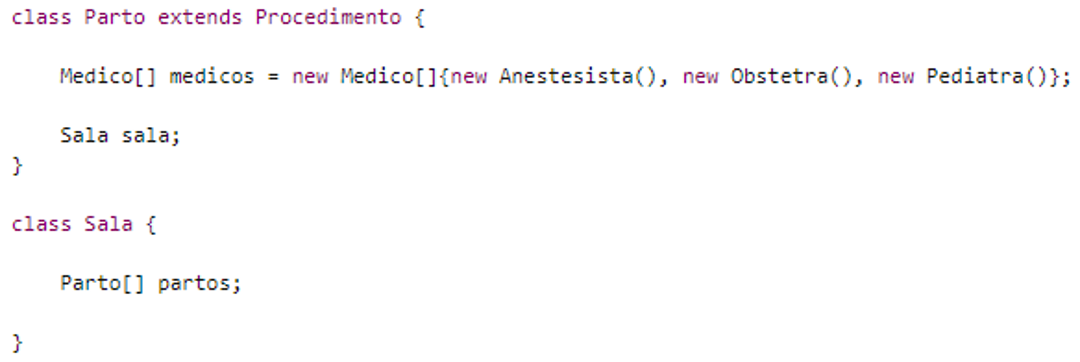 class Parto extends Procedimento {
Medico[] medicos = new Medico[]{new Anestesista(), new Obstetra(), new Pediatra()};
Sala sala;
}
class Sala {
Parto[] partos;
}